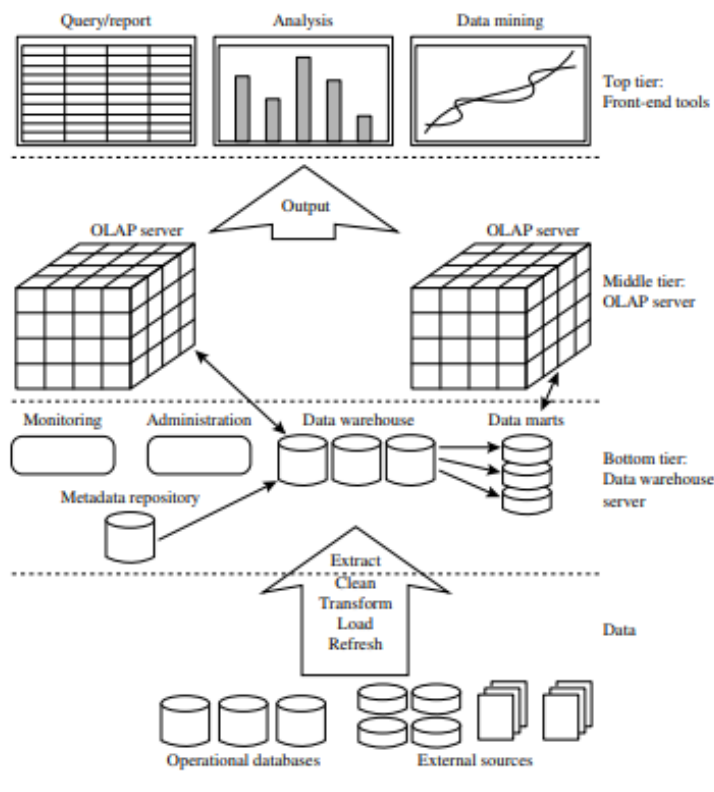 Query/report
Analysis
Data mining
Top tier:
Front-end tools
Output
OLAP server
OLAP server
Middle tier:
OLAP server
Monitoring
Administration
Data warehouse
Data marts
Bottom tier:
Data warehouse
server
Metadata repository
Extract
Clean
Transform
Load
Refresh
Data
Operational databases
External sources